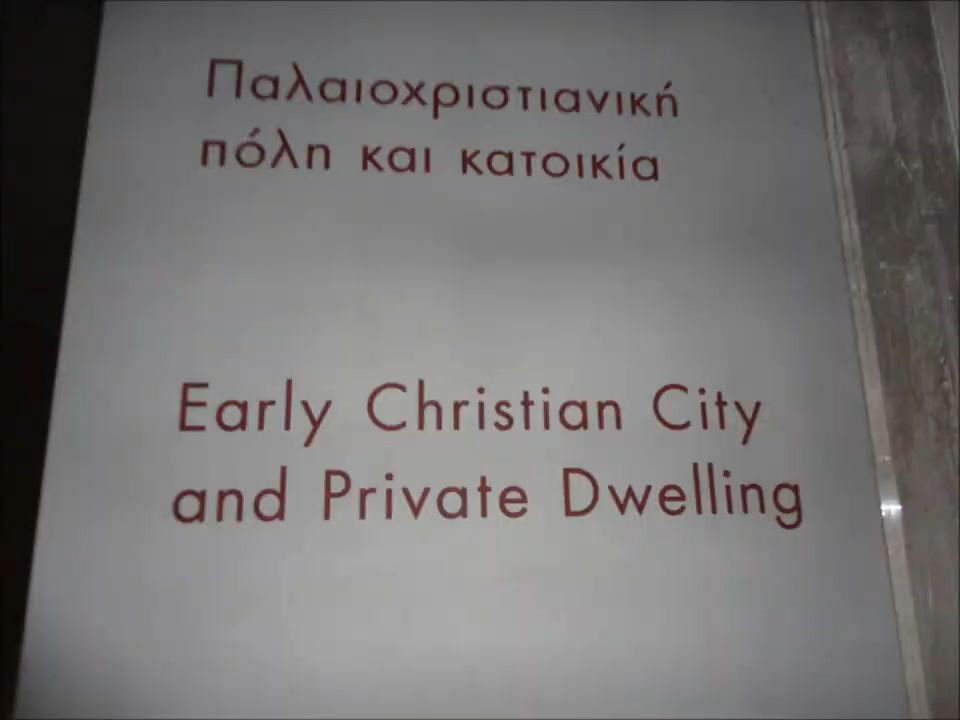 Παλαιοχριστιανική
πόλη και κατοικία
Early Christian City
and Private Dwelling